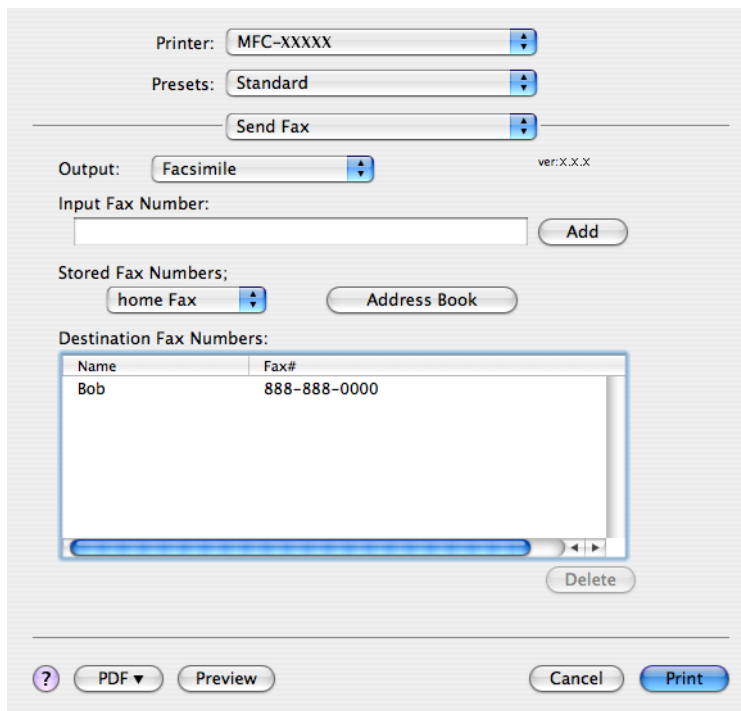 Printer: MFC-XXXXX
Presets: Standard
Send Fax
Output: Facsimile ver:X.X.X
Input Fax Number:
Add
Stored Fax Numbers;
home Fax Address Book
Destination Fax Numbers:
Name Fax#
Bob 888-888-0000
Delete
? PDF▼ Preview Cancel Print